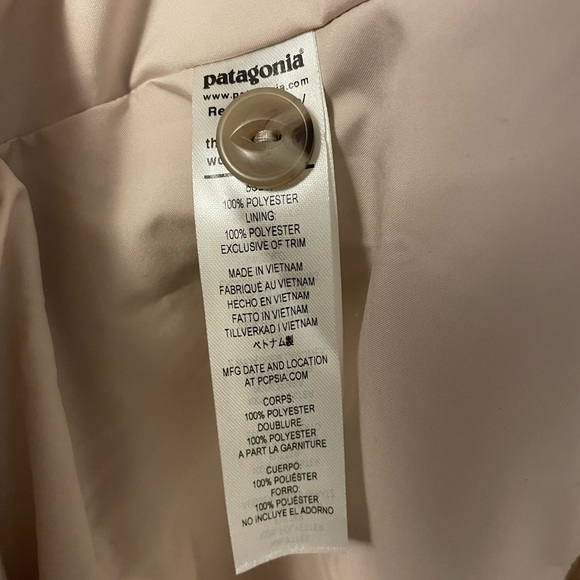 patagonia®
www. .com
100% POLYESTER
LINING:
100% POLYESTER
EXCLUSIVE OF TRIM
MADE IN VIETNAM
FABRIQUÉ AU VIETNAM
HECHO EN VIETNAM
FATTO IN VIETNAM
TILLVERKAD I VIETNAM
ベトナム製
MFG DATE AND LOCATION
AT PCPSIA.COM
CORPS:
100% POLYESTER
DOUBLURE:
100% POLYESTER
A PART LA GARNITURE
CUERPO:
100% POLIÉSTER
FORRO:
100% POLIÉSTER
NO INCLUYE EL ADORNO